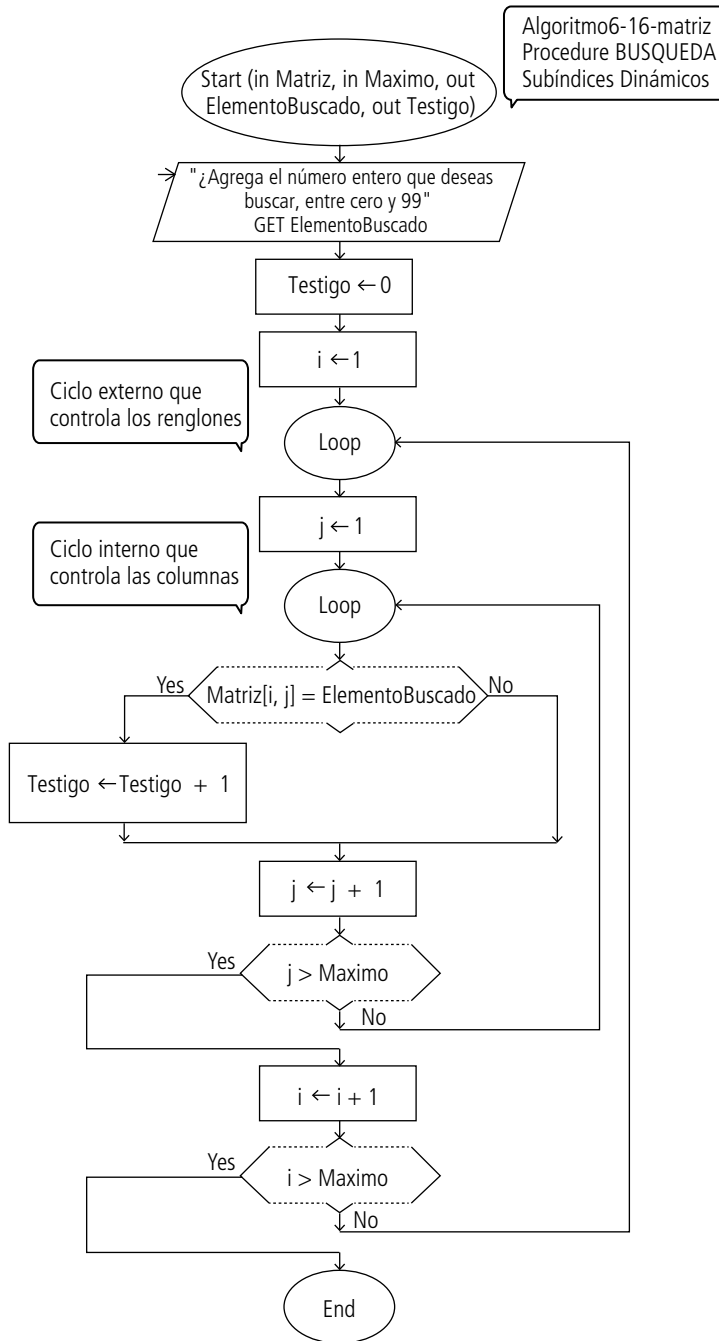 Algoritmo6-16-matriz
Procedure BUSQUEDA
Subíndices Dinámicos
Start (in Matriz, in Maximo, out
ElementoBuscado, out Testigo)
"¿Agrega el número entero que deseas
buscar, entre cero y 99"
GET ElementoBuscado
Testigo ← 0
i ← 1
Ciclo externo que
controla los renglones
Loop
j ← 1
Ciclo interno que
controla las columnas
Loop
Yes
Matriz[i, j] = ElementoBuscado
No
Testigo ← Testigo + 1
j ← j + 1
Yes
j > Maximo
No
i ← i + 1
Yes
i > Maximo
No
End